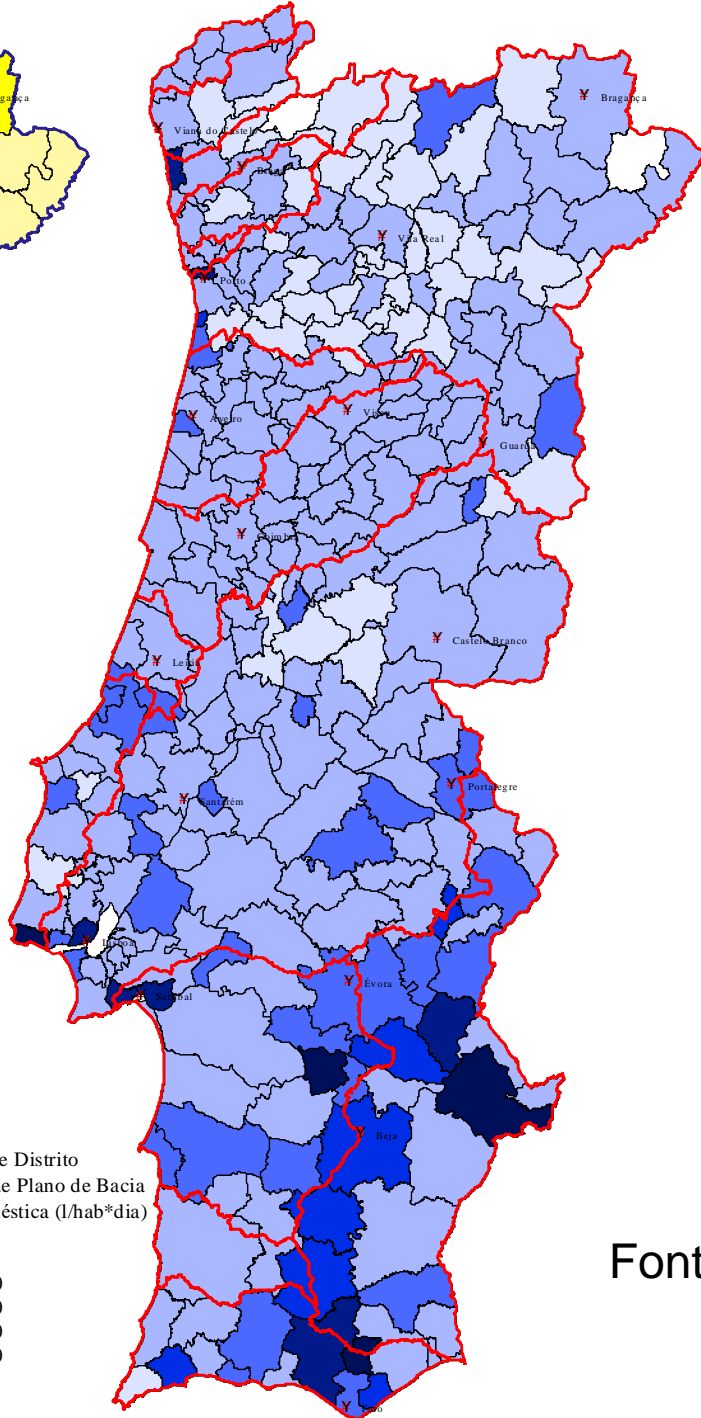 gança
Bragança
Viana do Castelo
Braga
Vila Real
Porto
Aveiro
Viseu
Guarda
Coimbra
Castelo Branco
Leiria
Portalegre
Santarém
Lisboa
Évora
Setúbal
Beja
e Distrito
e Plano de Bacia
éstica (l/hab*dia)
Font
Faro